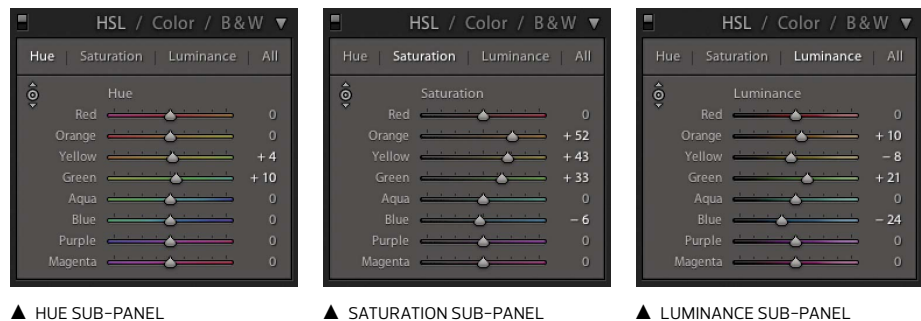 HSL / Color / B & W ▼
Hue | Saturation | Luminance | All
Hue
Red 0
Orange 0
Yellow + 4
Green + 10
Aqua 0
Blue 0
Purple 0
Magenta 0
▲ HUE SUB-PANEL
HSL / Color / B & W ▼
Hue | Saturation | Luminance | All
Saturation
Red 0
Orange + 52
Yellow + 43
Green + 33
Aqua 0
Blue − 6
Purple 0
Magenta 0
▲ SATURATION SUB-PANEL
HSL / Color / B & W ▼
Hue | Saturation | Luminance | All
Luminance
Red 0
Orange + 10
Yellow − 8
Green + 21
Aqua 0
Blue − 24
Purple 0
Magenta 0
▲ LUMINANCE SUB-PANEL